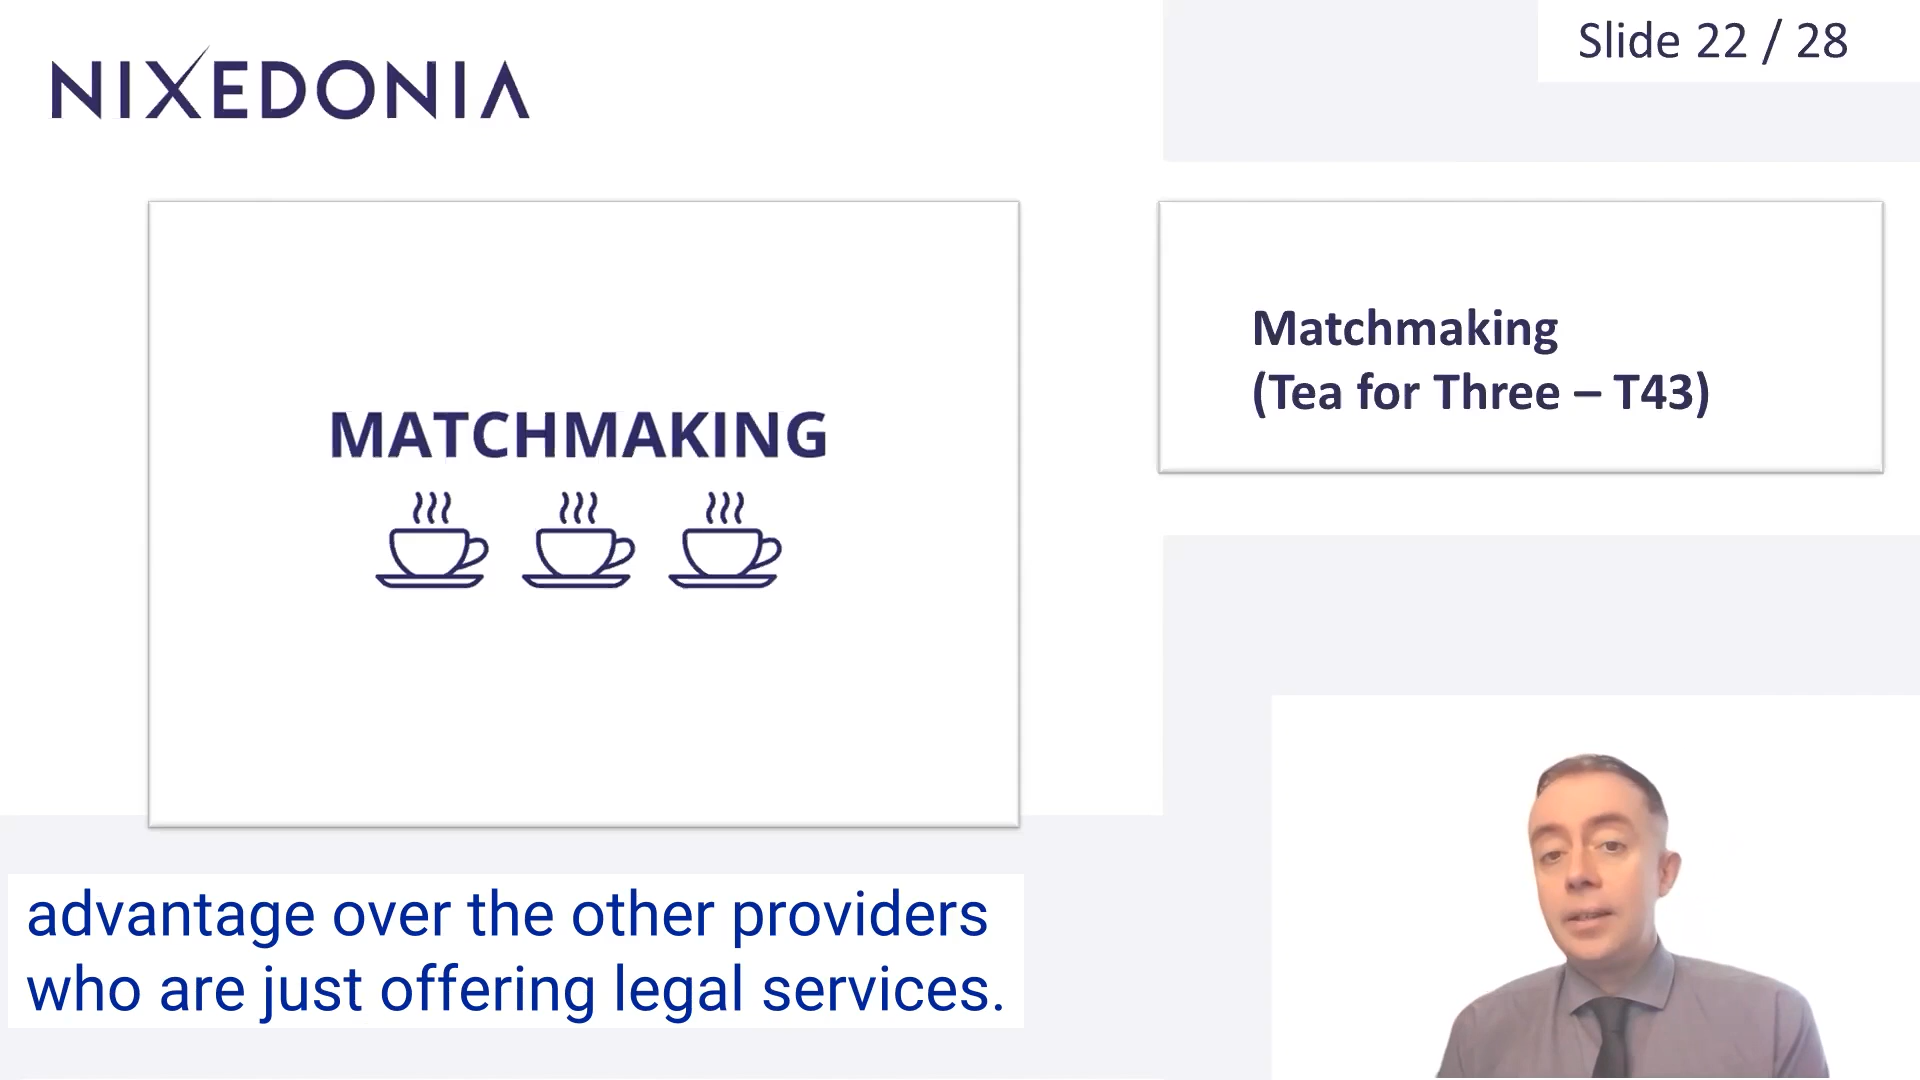 NIXEDONIA
Slide 22 / 28
MATCHMAKING
Matchmaking
(Tea for Three – T43)
advantage over the other providers
who are just offering legal services.